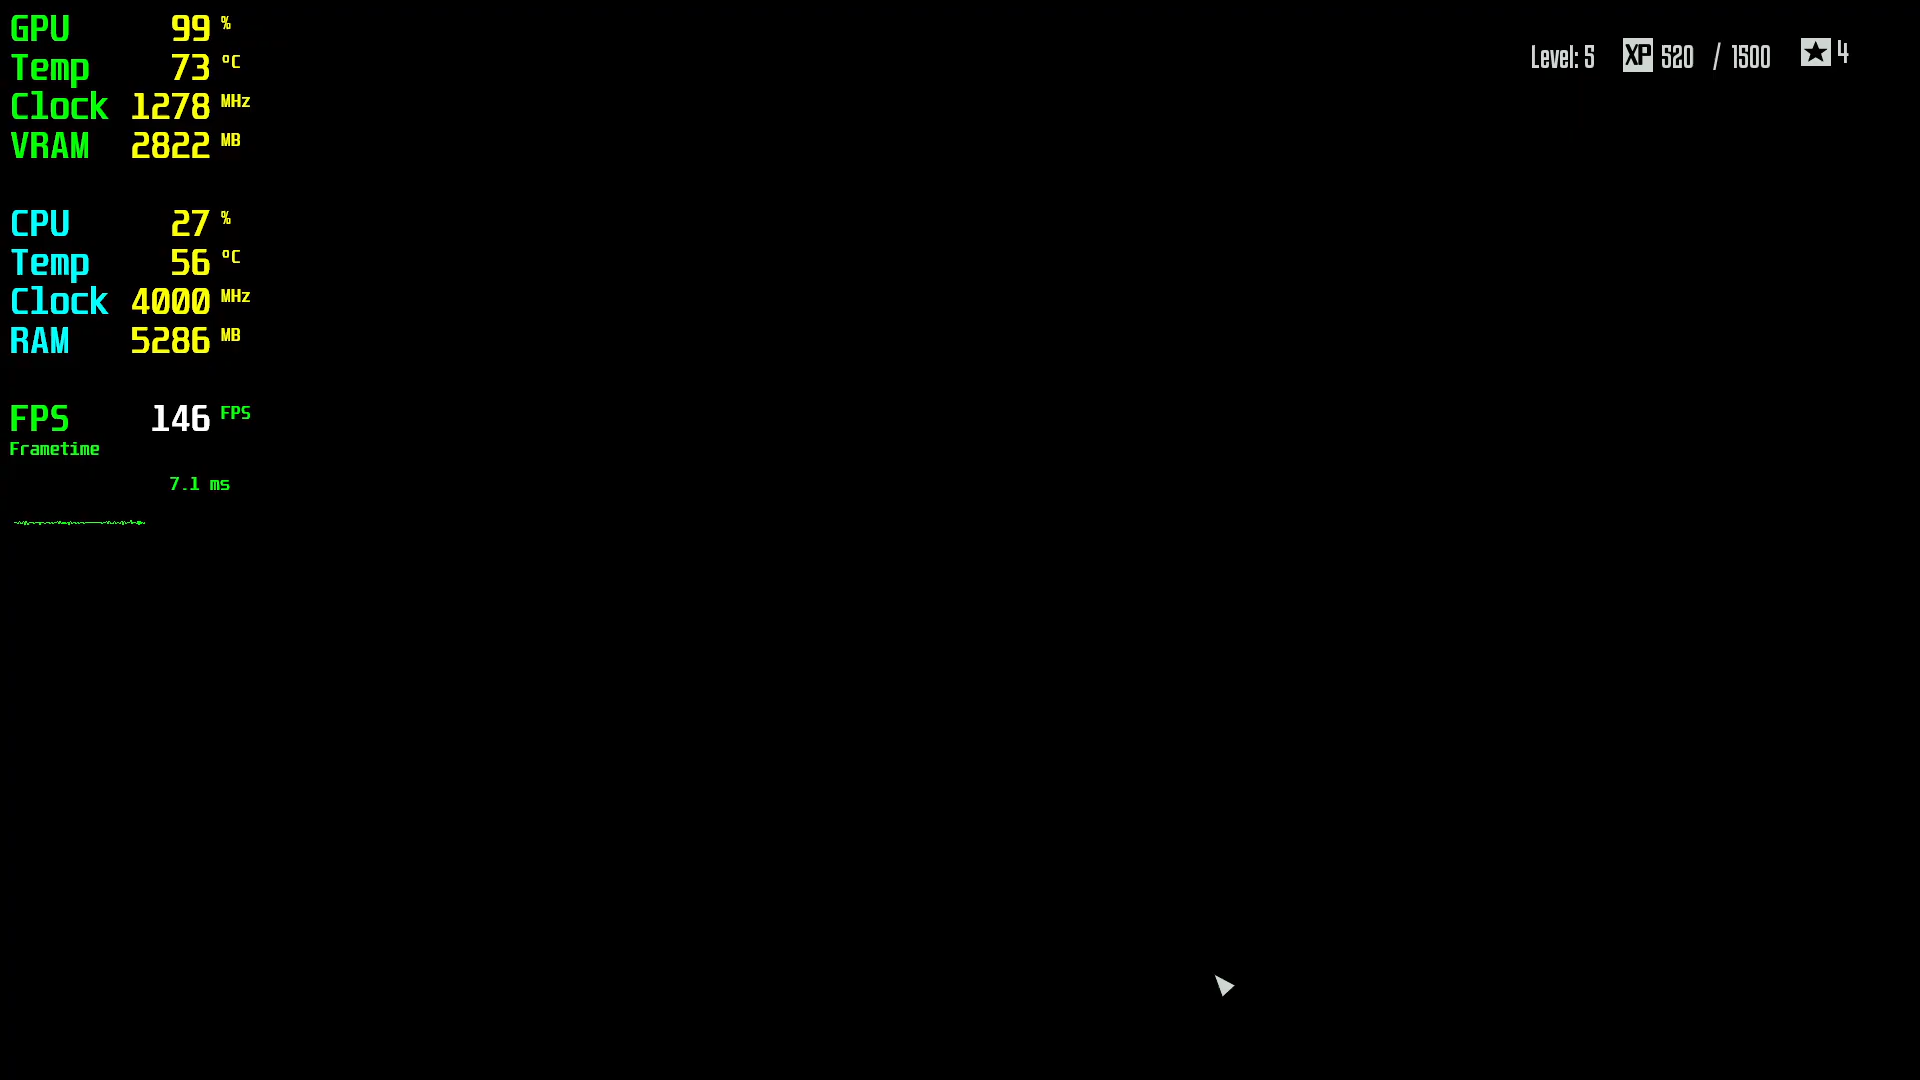 GPU 99 %
Temp 73 °C
Clock 1278 MHz
VRAM 2822 MB
CPU 27 %
Temp 56 °C
Clock 4000 MHz
RAM 5286 MB
FPS 146 FPS
Frametime
7.1 ms
Level: 5 XP 520 / 1500 ★ 4